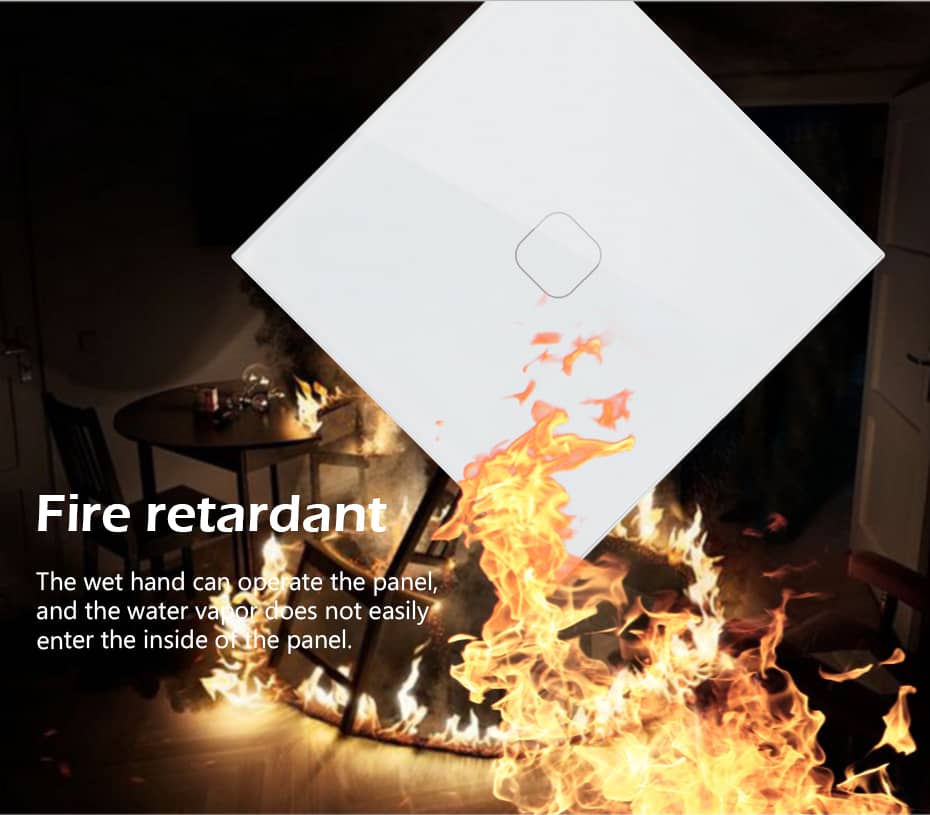 Fire retardant
The wet hand can operate the panel,
and the water vapor does not easily
enter the inside of the panel.